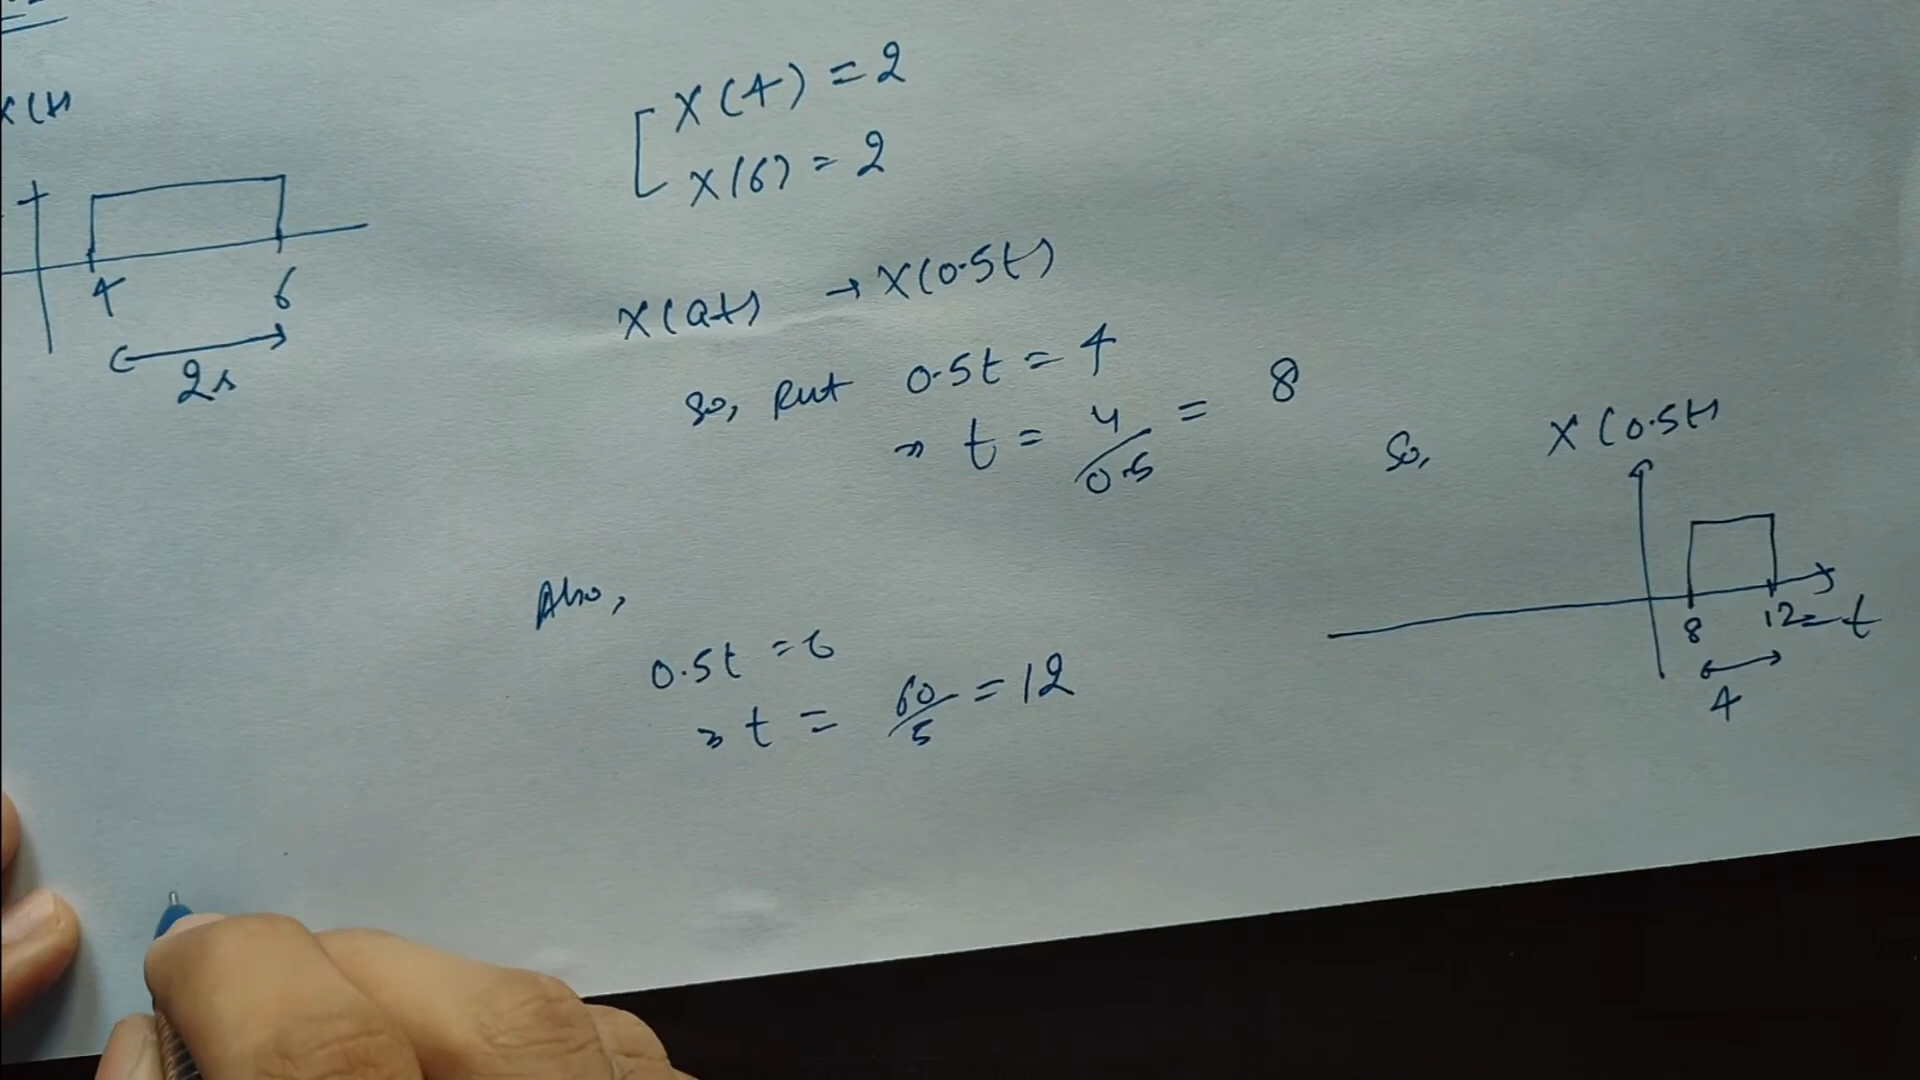 x(t)
4 6
2s
x(4) = 2
x(6) = 2
x(at) → x(0.5t)
So, put 0.5t = 4
⇒ t = 4/0.5 = 8
Also,
0.5t = 6
⇒ t = 60/5 = 12
So, x(0.5t)
8 12 = t
4